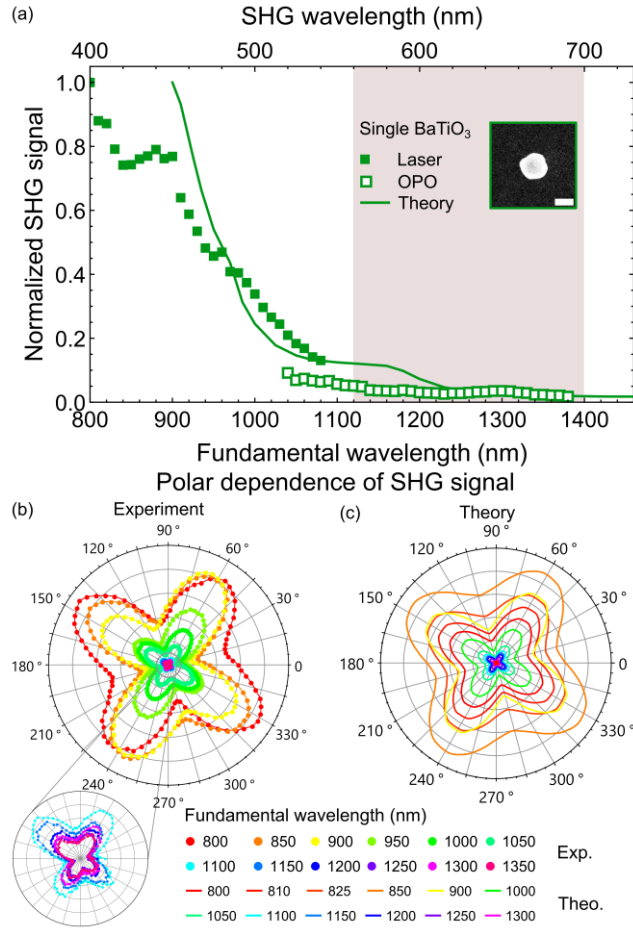 (a)
SHG wavelength (nm)
400 500 600 700
Normalized SHG signal
1.0
0.8
0.6
0.4
0.2
0.0
Single BaTiO₃
Laser
OPO
Theory
800 900 1000 1100 1200 1300 1400
Fundamental wavelength (nm)
Polar dependence of SHG signal
(b) Experiment
90 °
120 ° 60 °
150 ° 30 °
180 ° 0
210 ° 330 °
300 °
270 °
(c) Theory
90 °
120 ° 60 °
150 ° 30 °
180 ° 0
210 ° 330 °
240 ° 300 °
270 °
Fundamental wavelength (nm)
800 850 900 950 1000 1050
Exp.
1100 1150 1200 1250 1300 1350
800 810 825 850 900 1000
Theo.
1050 1100 1150 1200 1250 1300